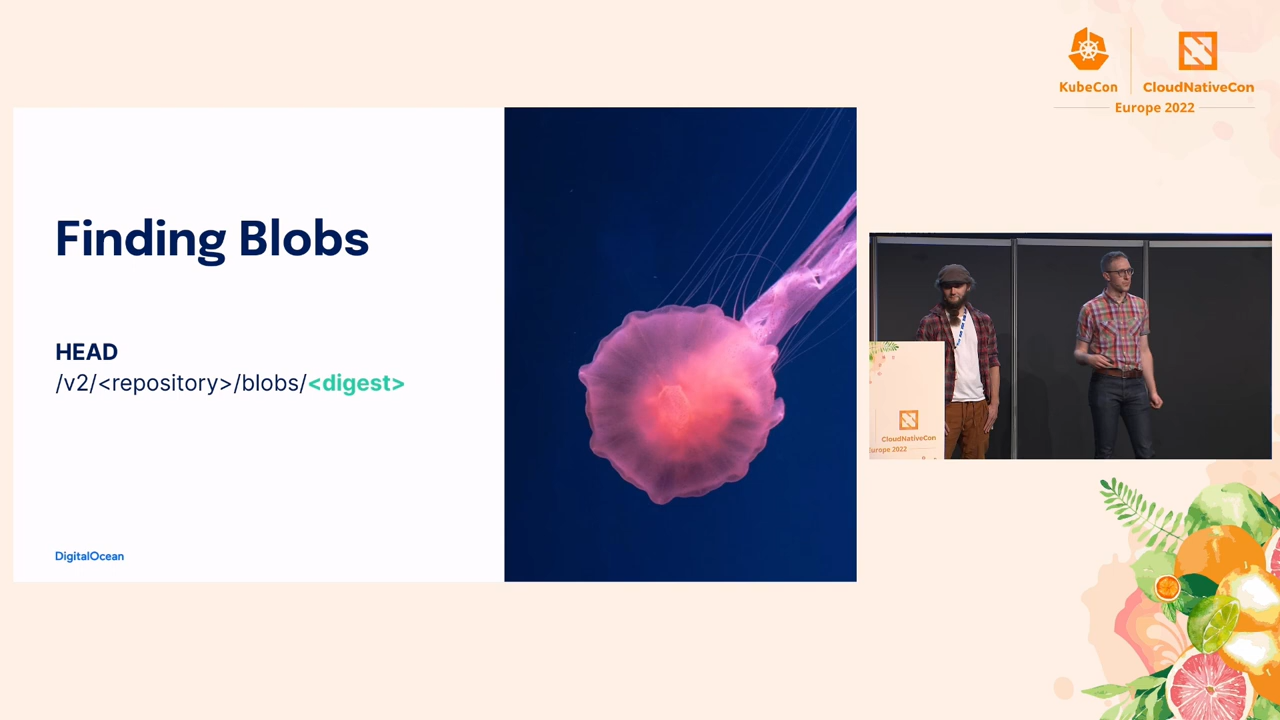 KubeCon
CloudNativeCon
Europe 2022
Finding Blobs
HEAD
/v2/<repository>/blobs/<digest>
DigitalOcean
CloudNativeCon
Europe 2022